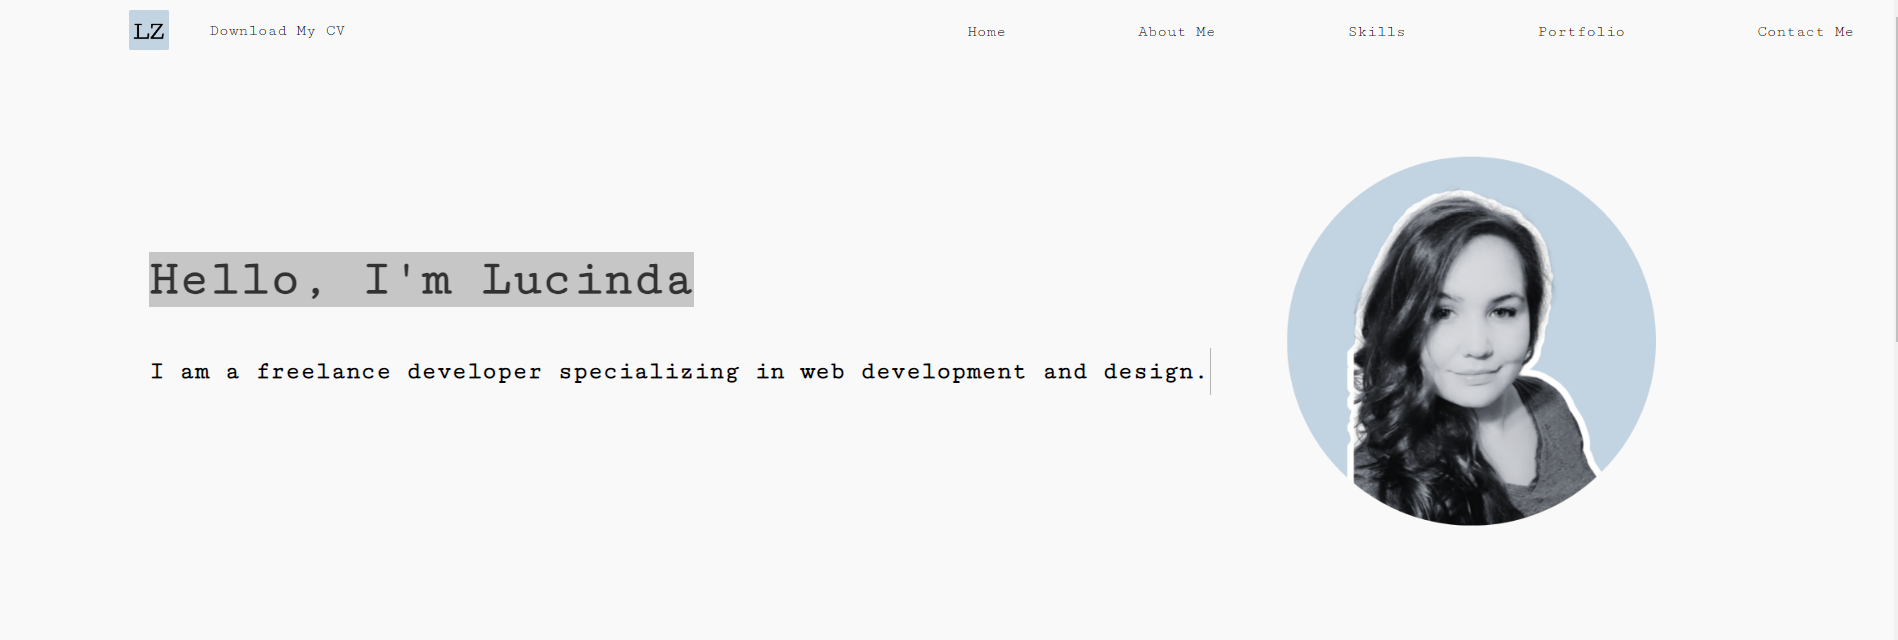 LZ
Download My CV
Home
About Me
Skills
Portfolio
Contact Me
Hello, I'm Lucinda
I am a freelance developer specializing in web development and design.